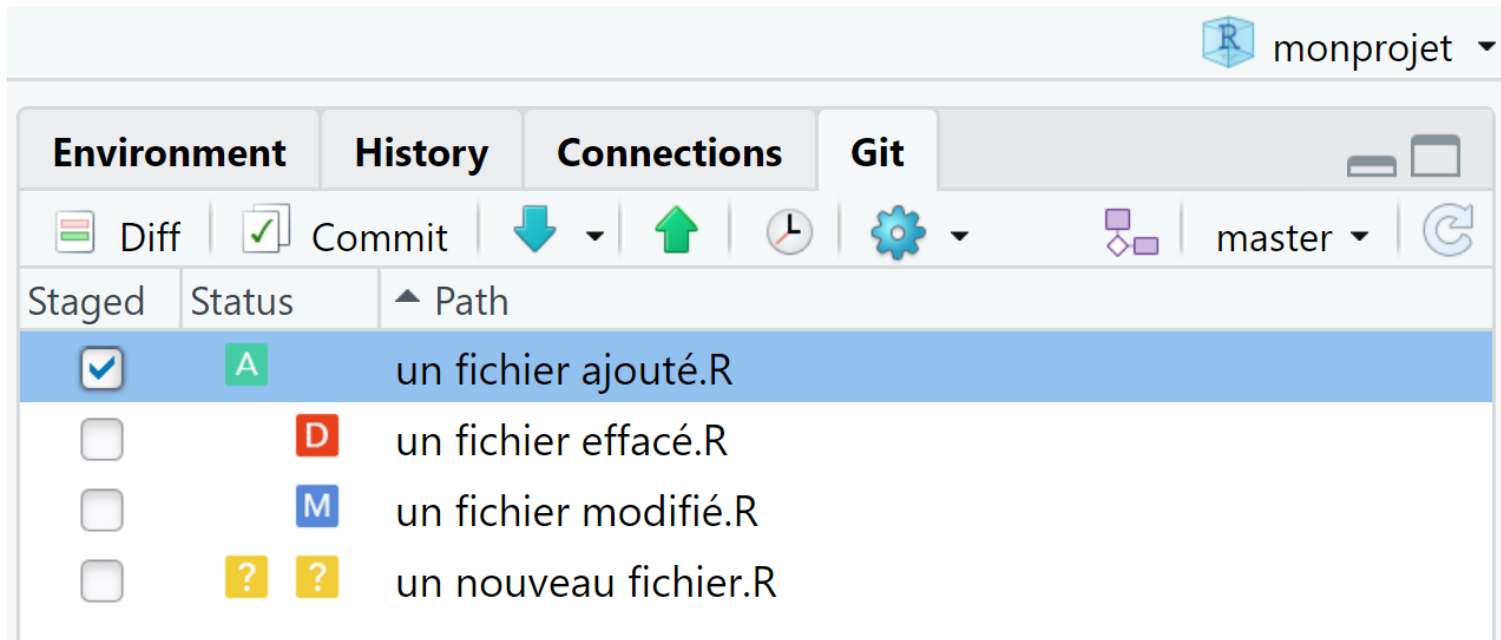 R monprojet
Environment History Connections Git
Diff Commit master
Staged Status Path
A un fichier ajouté.R
D un fichier effacé.R
M un fichier modifié.R
? ? un nouveau fichier.R